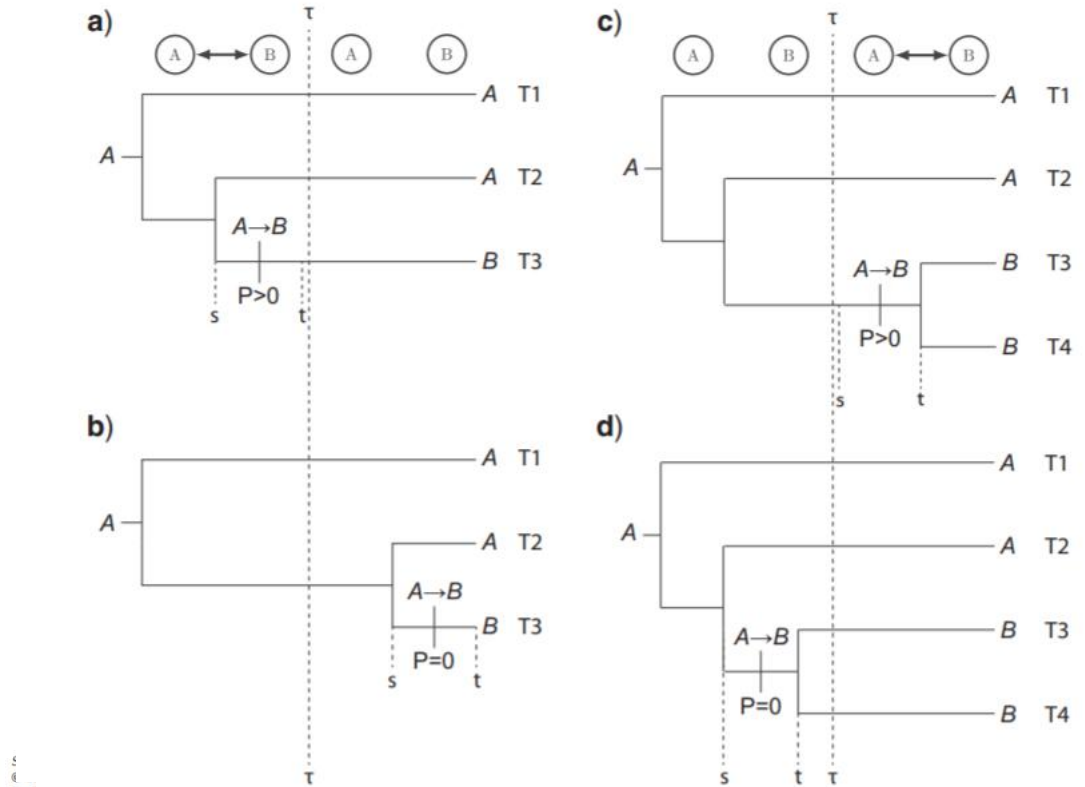 a)
τ
A B A B
A T1
A
A T2
A→B
B T3
P>0
s t
b)
A T1
A
A T2
A→B
B T3
P=0
s t
τ
c)
τ
A B A B
A T1
A
A T2
B T3
A→B
P>0
B T4
s t
d)
A T1
A
A T2
B T3
A→B
P=0
B T4
s t τ